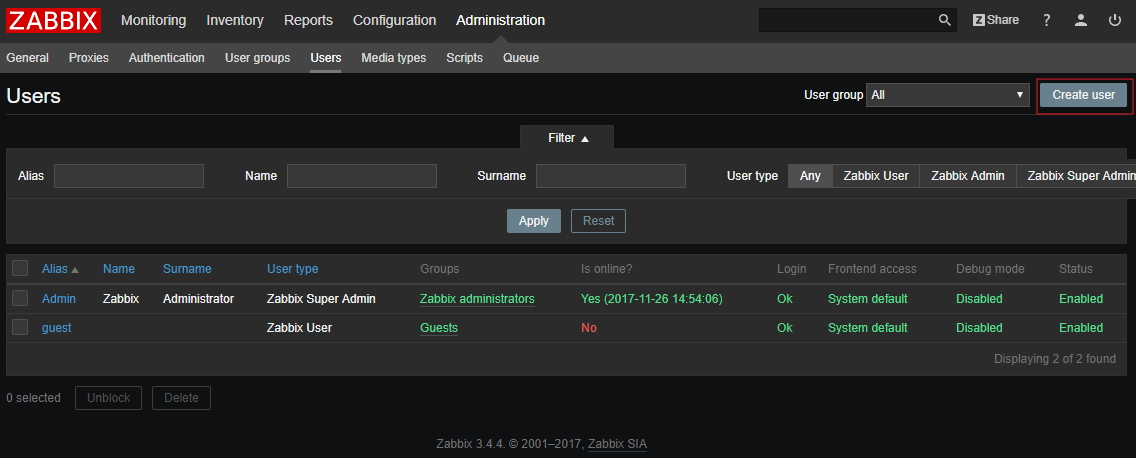 ZABBIX Monitoring Inventory Reports Configuration Administration Z Share ?
General Proxies Authentication User groups Users Media types Scripts Queue
Users User group All Create user
Filter
Alias Name Surname User type Any Zabbix User Zabbix Admin Zabbix Super Admin
Apply Reset
Alias Name Surname User type Groups Is online? Login Frontend access Debug mode Status
Admin Zabbix Administrator Zabbix Super Admin Zabbix administrators Yes (2017-11-26 14:54:06) Ok System default Disabled Enabled
guest Zabbix User Guests No Ok System default Disabled Enabled
Displaying 2 of 2 found
0 selected Unblock Delete
Zabbix 3.4.4. © 2001–2017, Zabbix SIA